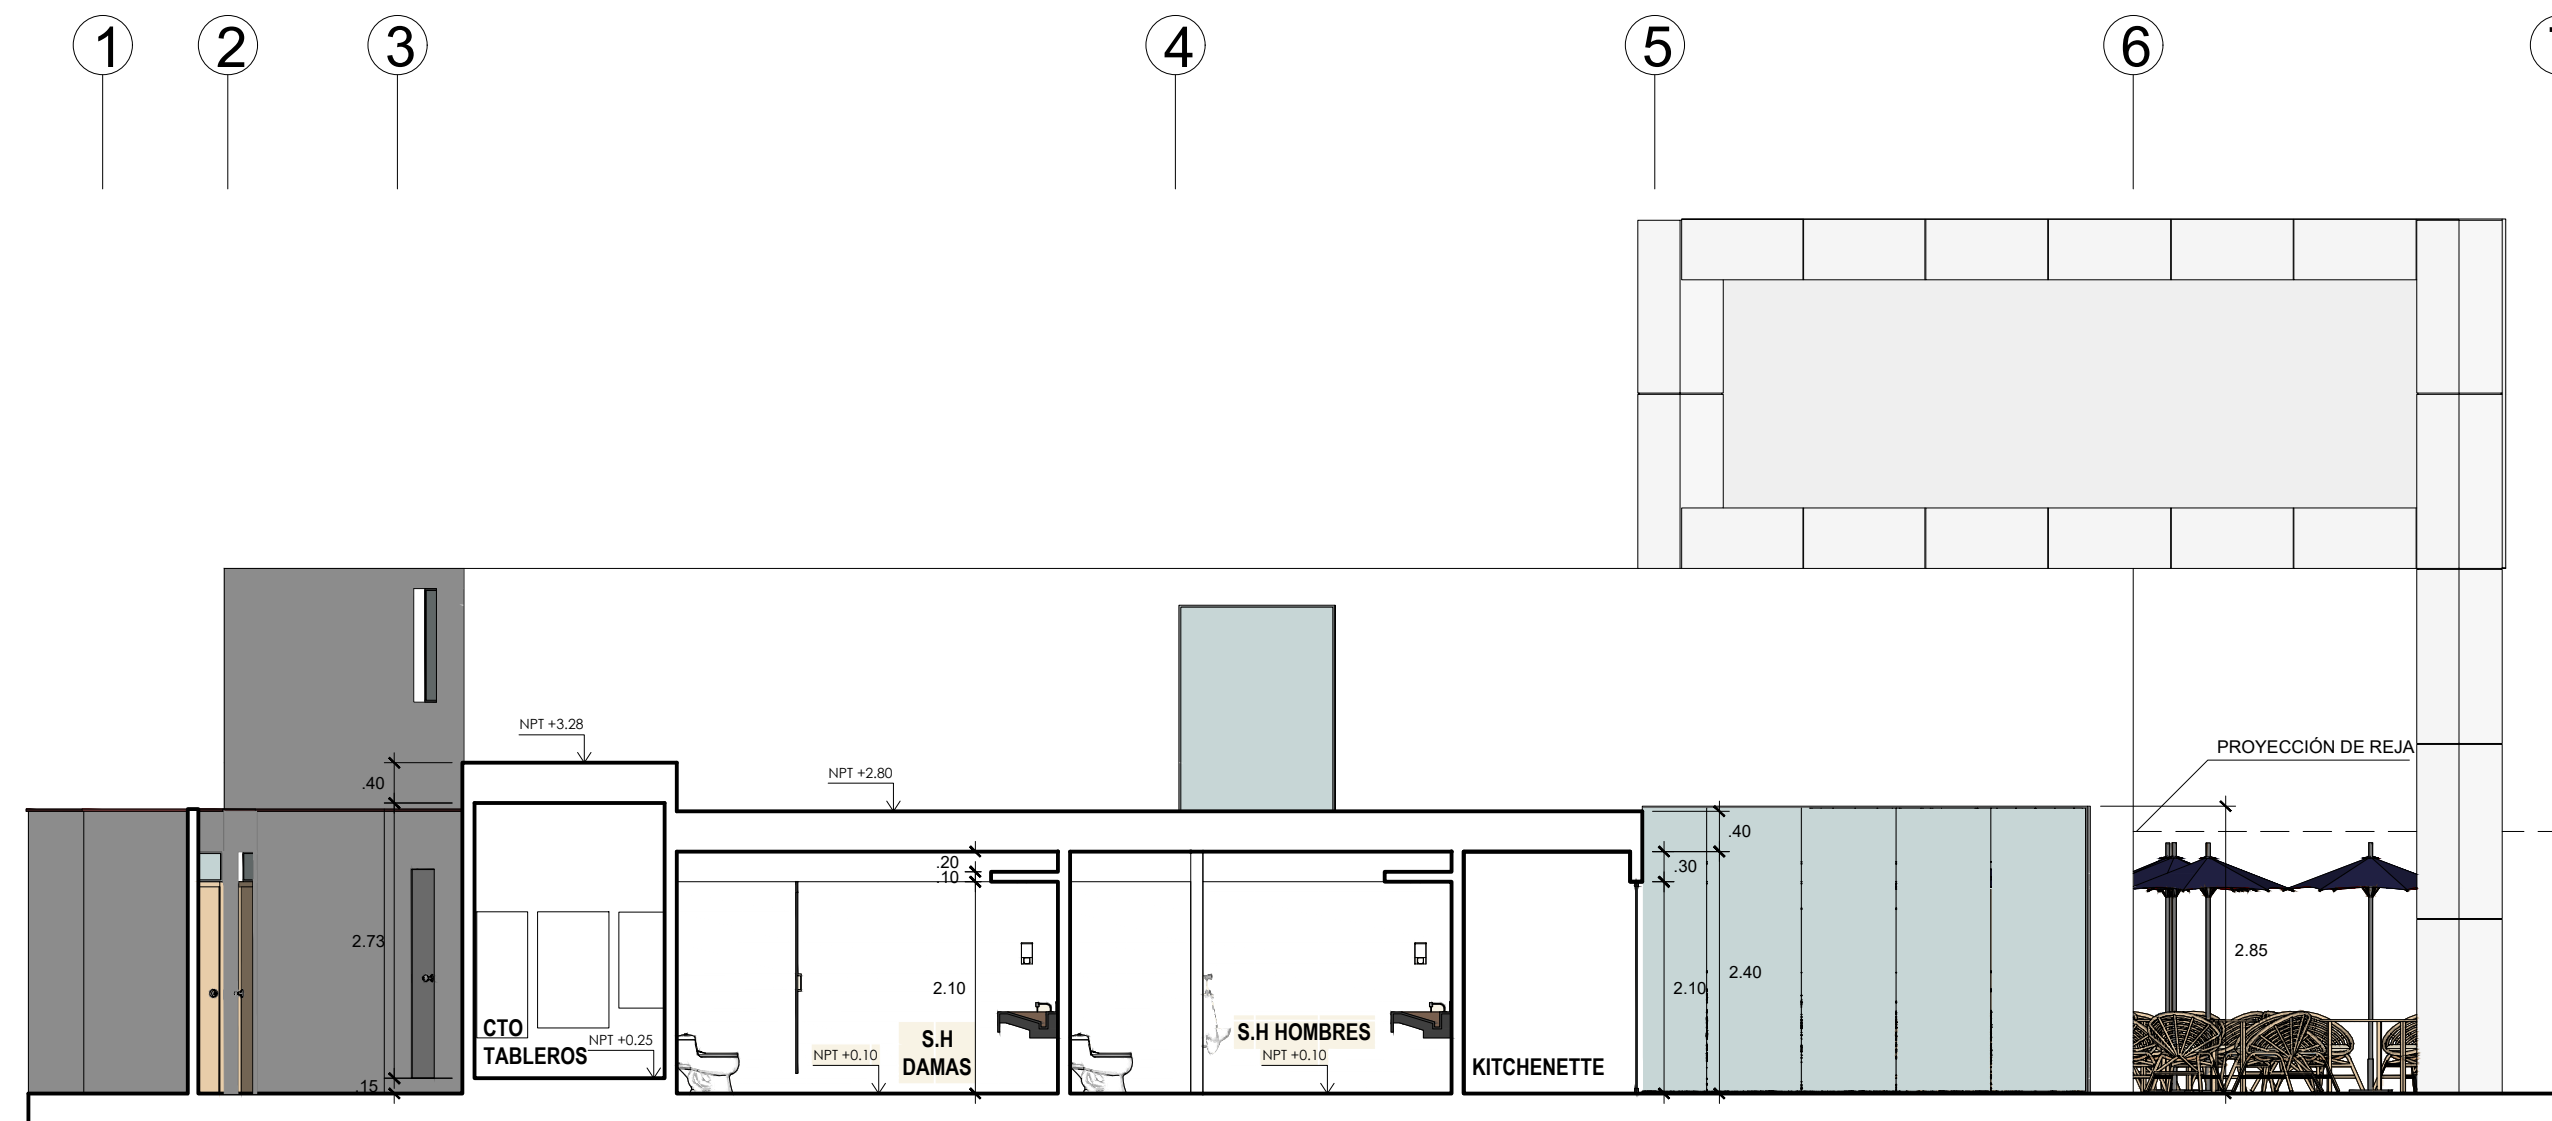 1 2 3 4 5 6
NPT +3.28
PROYECCIÓN DE REJA
NPT +2.80
.40
.40
.20
.30
.10
2.73
2.85
2.10
2.40
2.10
CTO
TABLEROS
NPT +0.25
S.H
DAMAS
NPT +0.10
S.H HOMBRES
NPT +0.10
KITCHENETTE
.15